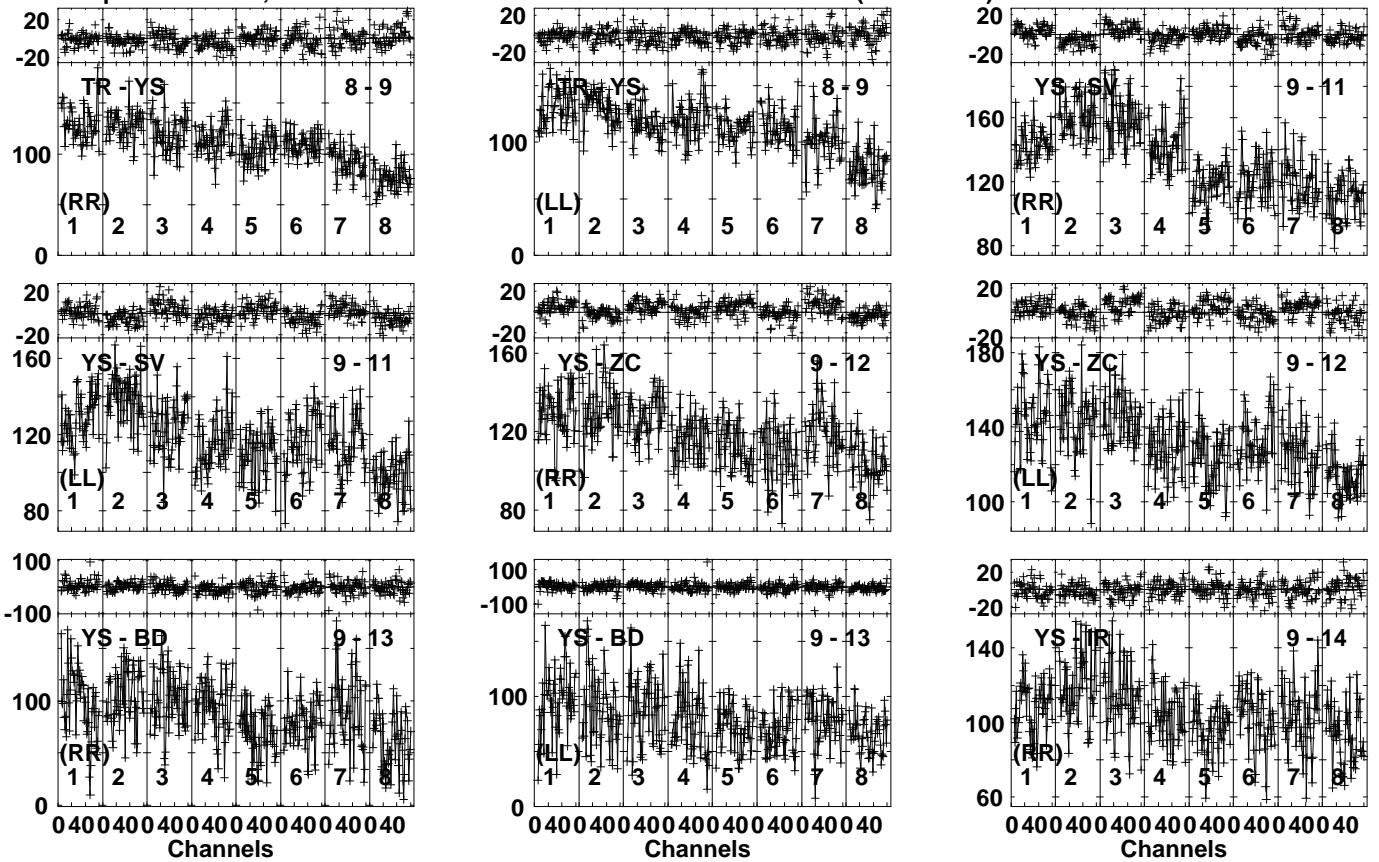 20 20 20
-20 -20 -20
TR - YS 8 - 9 TR - YS 8 - 9 YS - SV 9 - 11
160
100 100 120
(RR) (LL) (RR)
1 2 3 4 5 6 7 8 1 2 3 4 5 6 7 8 1 2 3 4 5 6 7 8
0 0 80
20 20 20
-20 -20 -20
160 YS - SV 9 - 11 160 YS - ZC 9 - 12 180 YS - ZC 9 - 12
120 120 140
(LL) (RR) (LL)
80 1 2 3 4 5 6 7 8 80 1 2 3 4 5 6 7 8 100 1 2 3 4 5 6 7 8
100 100 20
-100 -100 -20
YS - BD 9 - 13 YS - BD 9 - 13 140 YS - IR 9 - 14
100 100 100
(RR) (LL) (RR)
1 2 3 4 5 6 7 8 1 2 3 4 5 6 7 8 1 2 3 4 5 6 7 8
0 0 60
0 40 0 40 0 40 0 40 0 40 0 40 0 40 0 40 0 40 0 40 0 40 0 40 0 40 0 40 0 40 0 40 0 40 0 40 0 40 0 40 0 40 0 40 0 40 0 40
Channels Channels Channels